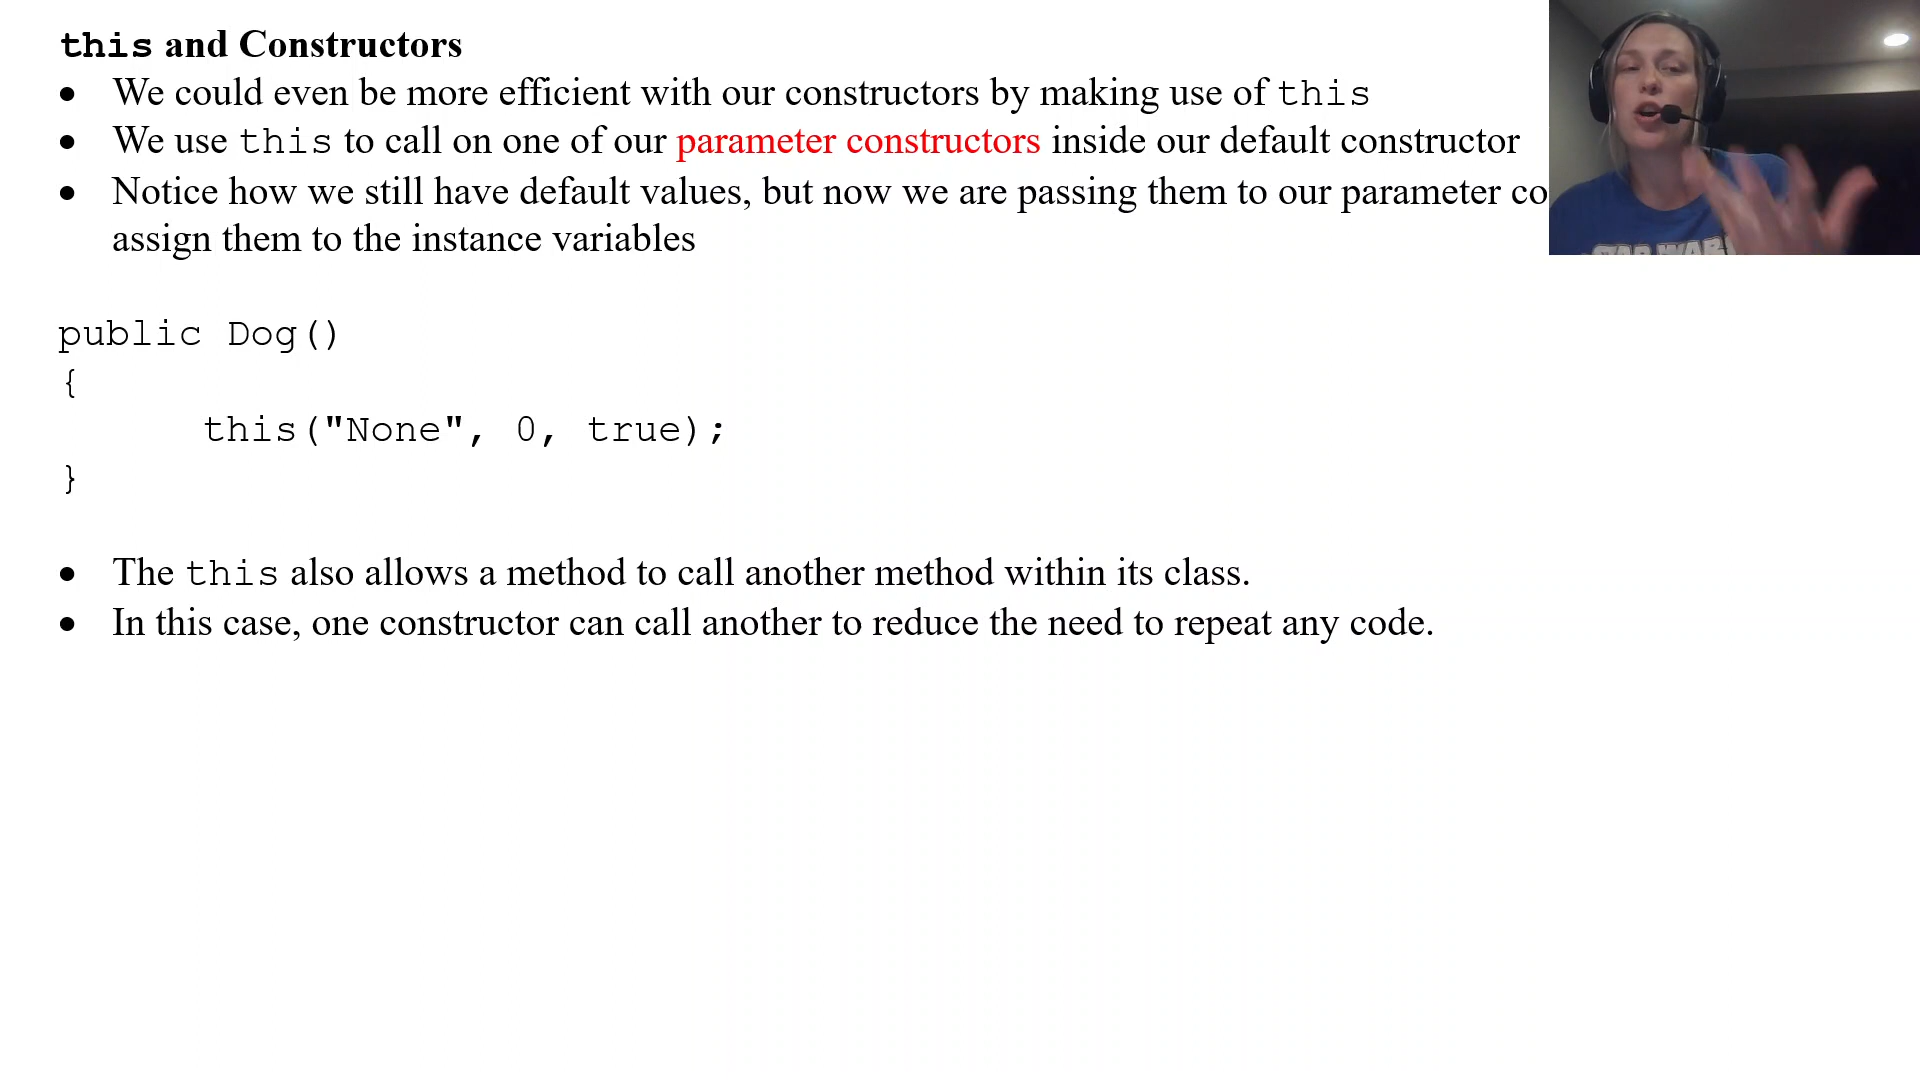 this and Constructors
• We could even be more efficient with our constructors by making use of this
• We use this to call on one of our parameter constructors inside our default constructor
• Notice how we still have default values, but now we are passing them to our parameter co
assign them to the instance variables
public Dog()
{
this("None", 0, true);
}
• The this also allows a method to call another method within its class.
• In this case, one constructor can call another to reduce the need to repeat any code.
STAR WARS